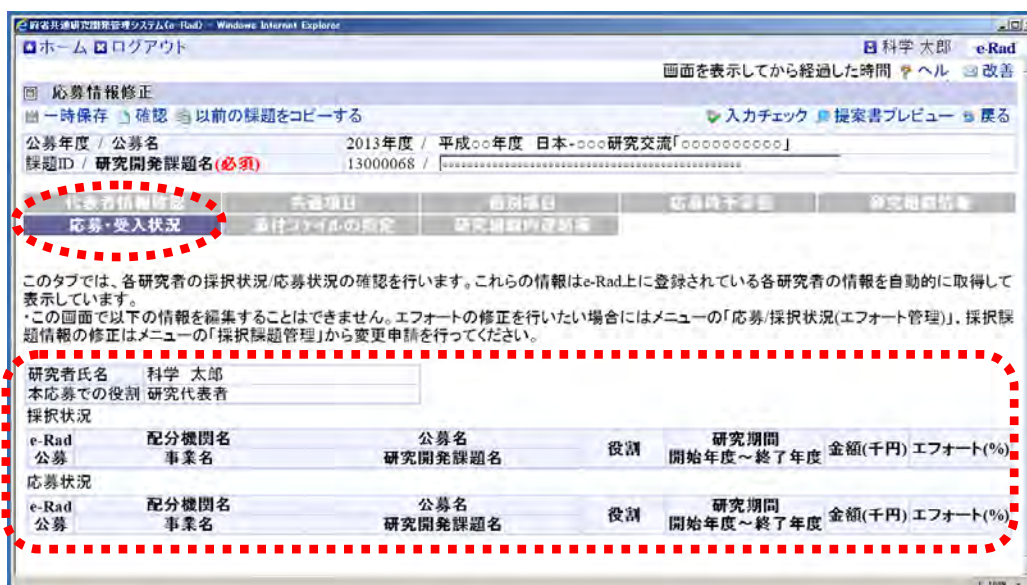 府省共通研究開発管理システム(e-Rad) - Windows Internet Explorer
ホーム ログアウト 科学 太郎 e-Rad
画面を表示してから経過した時間 ヘル 改善
応募情報修正
一時保存 確認 以前の課題をコピーする 入力チェック 提案書プレビュー 戻る
公募年度 / 公募名 2013年度 / 平成○○年度 日本-○○○研究交流「○○○○○○○○○○」
課題ID / 研究開発課題名(必須) 13000068 /
代表者情報確認 共通項目 個別項目 応募時予算額 研究組織情報
応募・受入状況 添付ファイルの指定 研究組織内連絡欄
このタブでは、各研究者の採択状況/応募状況の確認を行います。これらの情報はe-Rad上に登録されている各研究者の情報を自動的に取得して
表示しています。
・この画面で以下の情報を編集することはできません。エフォートの修正を行いたい場合にはメニューの「応募/採択状況(エフォート管理)」、採択課
題情報の修正はメニューの「採択課題管理」から変更申請を行ってください。
研究者氏名 科学 太郎
本応募での役割 研究代表者
採択状況
e-Rad 配分機関名 公募名 役割 研究期間 金額(千円) エフォート(%)
公募 事業名 研究開発課題名 開始年度～終了年度
応募状況
e-Rad 配分機関名 公募名 役割 研究期間 金額(千円) エフォート(%)
公募 事業名 研究開発課題名 開始年度～終了年度